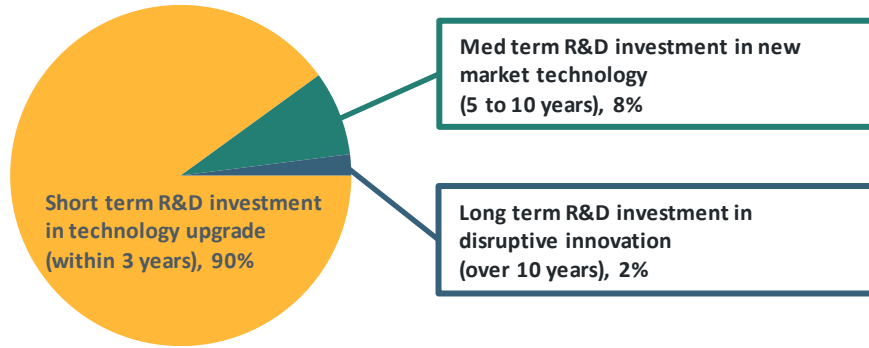 Med term R&D investment in new
market technology
(5 to 10 years), 8%
Short term R&D investment
in technology upgrade
(within 3 years), 90%
Long term R&D investment in
disruptive innovation
(over 10 years), 2%